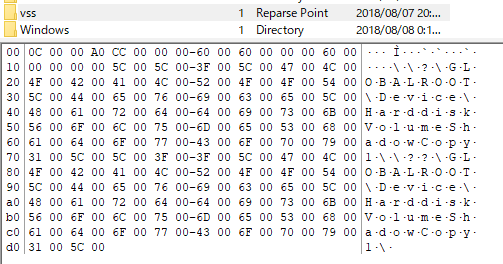 vss 1 Reparse Point 2018/08/07 20:...
Windows 1 Directory 2018/08/08 0:1...
00 0C 00 00 A0 CC 00 00 00-60 00 60 00 00 00 60 00 ··· Ì···`·`···`·
10 00 00 00 00 5C 00 5C 00-3F 00 5C 00 47 00 4C 00 ····\·\·?·\·G·L·
20 4F 00 42 00 41 00 4C 00-52 00 4F 00 4F 00 54 00 O·B·A·L·R·O·O·T·
30 5C 00 44 00 65 00 76 00-69 00 63 00 65 00 5C 00 \·D·e·v·i·c·e·\·
40 48 00 61 00 72 00 64 00-64 00 69 00 73 00 6B 00 H·a·r·d·d·i·s·k·
50 56 00 6F 00 6C 00 75 00-6D 00 65 00 53 00 68 00 V·o·l·u·m·e·S·h·
60 61 00 64 00 6F 00 77 00-43 00 6F 00 70 00 79 00 a·d·o·w·C·o·p·y·
70 31 00 5C 00 5C 00 3F 00-3F 00 5C 00 47 00 4C 00 1·\·\·?·?·\·G·L·
80 4F 00 42 00 41 00 4C 00-52 00 4F 00 4F 00 54 00 O·B·A·L·R·O·O·T·
90 5C 00 44 00 65 00 76 00-69 00 63 00 65 00 5C 00 \·D·e·v·i·c·e·\·
a0 48 00 61 00 72 00 64 00-64 00 69 00 73 00 6B 00 H·a·r·d·d·i·s·k·
b0 56 00 6F 00 6C 00 75 00-6D 00 65 00 53 00 68 00 V·o·l·u·m·e·S·h·
c0 61 00 64 00 6F 00 77 00-43 00 6F 00 70 00 79 00 a·d·o·w·C·o·p·y·
d0 31 00 5C 00 1·\·